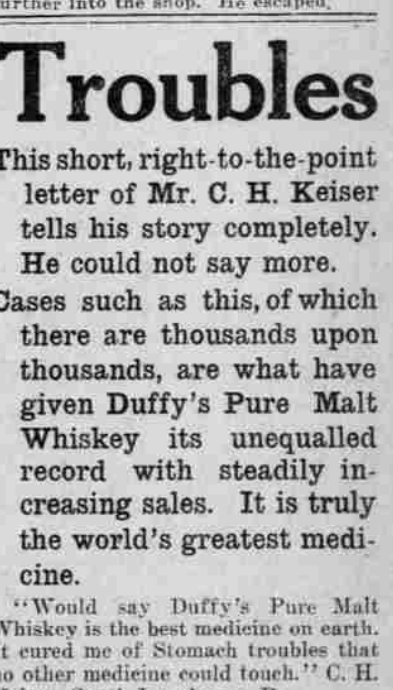 further into the shop. He escaped.
Troubles
This short, right-to-the-point
letter of Mr. C. H. Keiser
tells his story completely.
He could not say more.
Cases such as this, of which
there are thousands upon
thousands, are what have
given Duffy's Pure Malt
Whiskey its unequalled
record with steadily in-
creasing sales. It is truly
the world's greatest medi-
cine.
"Would say Duffy's Pure Malt
Whiskey is the best medicine on earth.
It cured me of Stomach troubles that
no other medicine could touch." C. H.